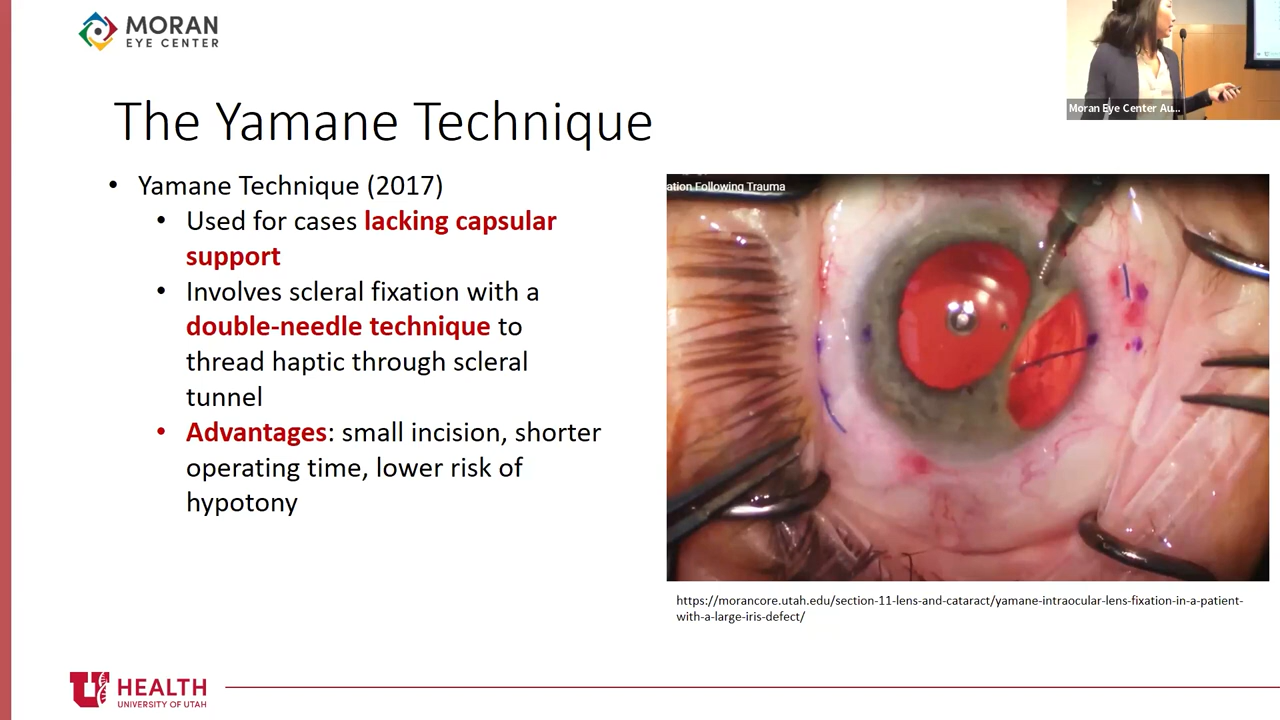 MORAN
EYE CENTER
Moran Eye Center Au...
The Yamane Technique
• Yamane Technique (2017)
• Used for cases lacking capsular
support
• Involves scleral fixation with a
double-needle technique to
thread haptic through scleral
tunnel
• Advantages: small incision, shorter
operating time, lower risk of
hypotony
ation Following Trauma
https://morancore.utah.edu/section-11-lens-and-cataract/yamane-intraocular-lens-fixation-in-a-patient-
with-a-large-iris-defect/
U HEALTH
UNIVERSITY OF UTAH